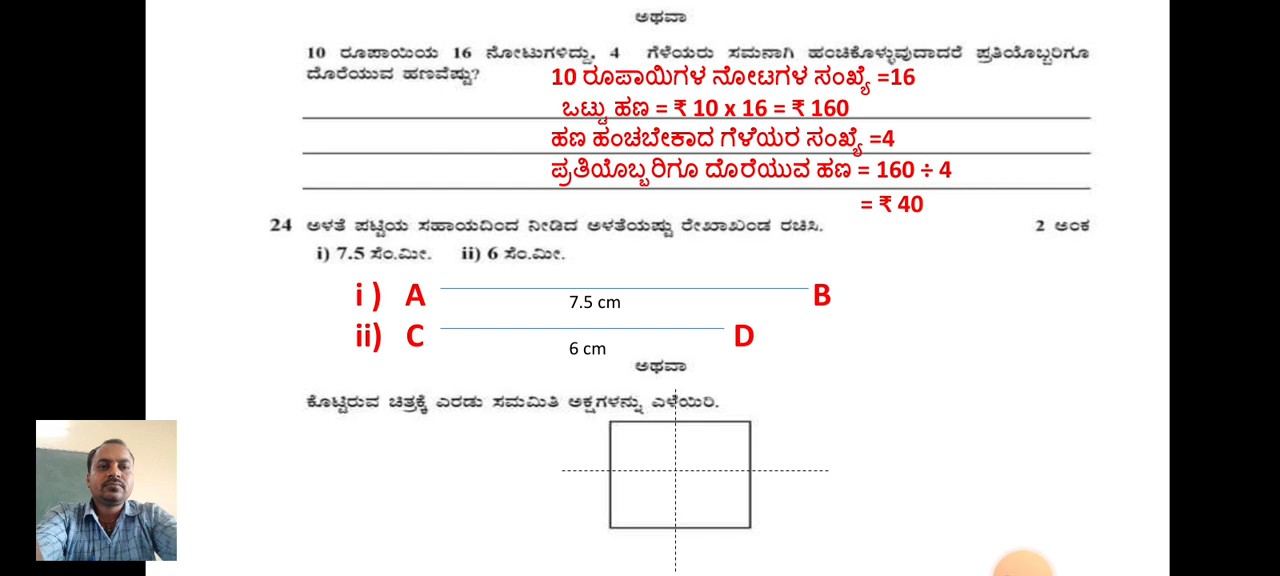 ಅಥವಾ
10 ರೂಪಾಯಿಯ 16 ನೋಟುಗಳಿದ್ದು, 4 ಗೆಳೆಯರು ಸಮನಾಗಿ ಹಂಚಿಕೊಳ್ಳುವುದಾದರೆ ಪ್ರತಿಯೊಬ್ಬರಿಗೂ
ದೊರೆಯುವ ಹಣವೆಷ್ಟು?
10 ರೂಪಾಯಿಗಳ ನೋಟಗಳ ಸಂಖ್ಯೆ =16
ಒಟ್ಟು ಹಣ = ₹ 10 x 16 = ₹ 160
ಹಣ ಹಂಚಬೇಕಾದ ಗೆಳೆಯರ ಸಂಖ್ಯೆ =4
ಪ್ರತಿಯೊಬ್ಬರಿಗೂ ದೊರೆಯುವ ಹಣ = 160 ÷ 4
= ₹ 40
24 ಅಳತೆ ಪಟ್ಟಿಯ ಸಹಾಯದಿಂದ ನೀಡಿದ ಅಳತೆಯಷ್ಟು ರೇಖಾಖಂಡ ರಚಿಸಿ. 2 ಅಂಕ
i) 7.5 ಸೆಂ.ಮೀ. ii) 6 ಸೆಂ.ಮೀ.
i ) A B
7.5 cm
ii) C D
6 cm
ಅಥವಾ
ಕೊಟ್ಟಿರುವ ಚಿತ್ರಕ್ಕೆ ಎರಡು ಸಮಮಿತಿ ಅಕ್ಷಗಳನ್ನು ಎಳೆಯಿರಿ.